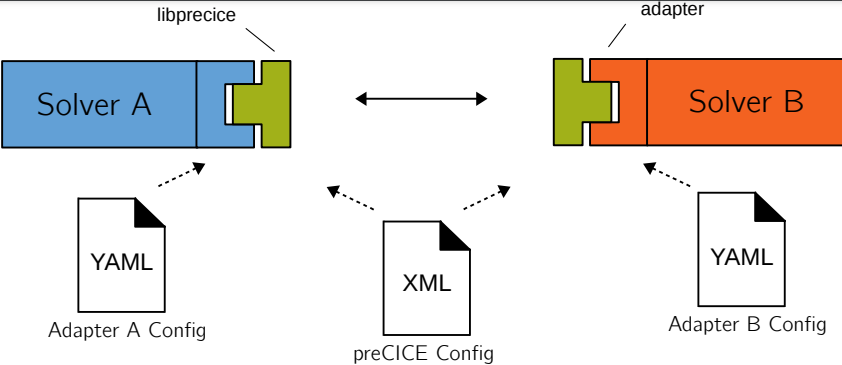 libprecice
adapter
Solver A
Solver B
YAML
XML
YAML
Adapter A Config
preCICE Config
Adapter B Config